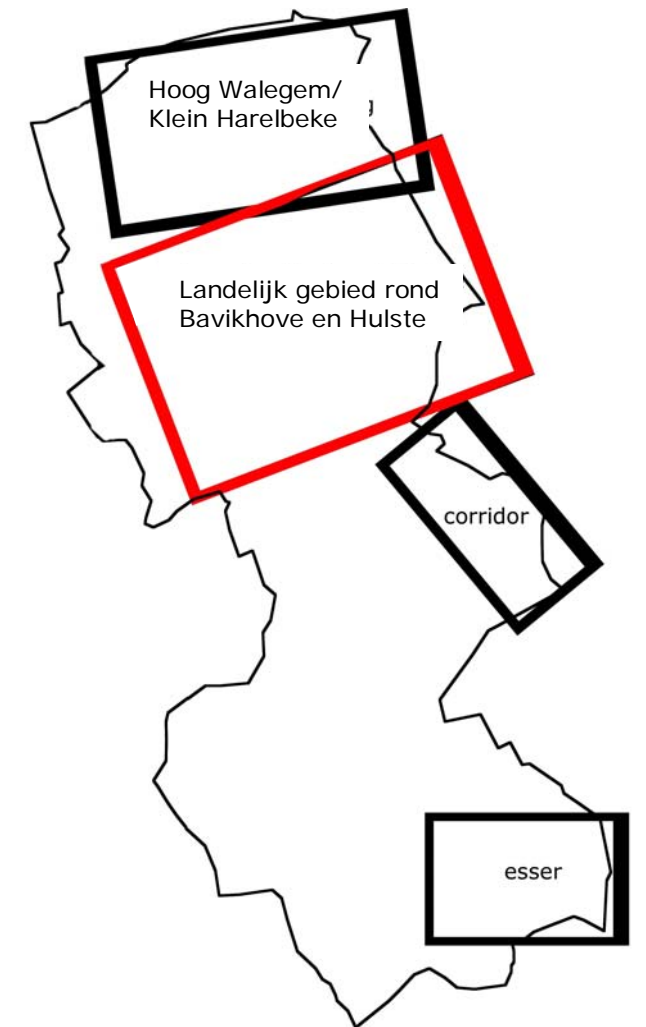 Hoog Walegem/
Klein Harelbeke
Landelijk gebied rond
Bavikhove en Hulste
corridor
esser